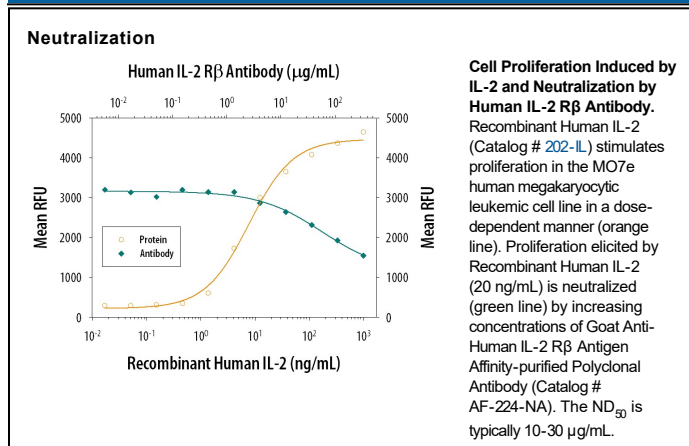 Neutralization
Human IL-2 Rβ Antibody (μg/mL)
10-2 10-1 100 101 102
5000 5000
4000 4000
3000 3000
2000 2000
1000 1000
0 0
Mean RFU
Mean RFU
Protein
Antibody
10-2 10-1 100 101 102 103
Recombinant Human IL-2 (ng/mL)
Cell Proliferation Induced by
IL-2 and Neutralization by
Human IL-2 Rβ Antibody.
Recombinant Human IL-2
(Catalog # 202-IL) stimulates
proliferation in the MO7e
human megakaryocytic
leukemic cell line in a dose-
dependent manner (orange
line). Proliferation elicited by
Recombinant Human IL-2
(20 ng/mL) is neutralized
(green line) by increasing
concentrations of Goat Anti-
Human IL-2 Rβ Antigen
Affinity-purified Polyclonal
Antibody (Catalog #
AF-224-NA). The ND50 is
typically 10-30 µg/mL.